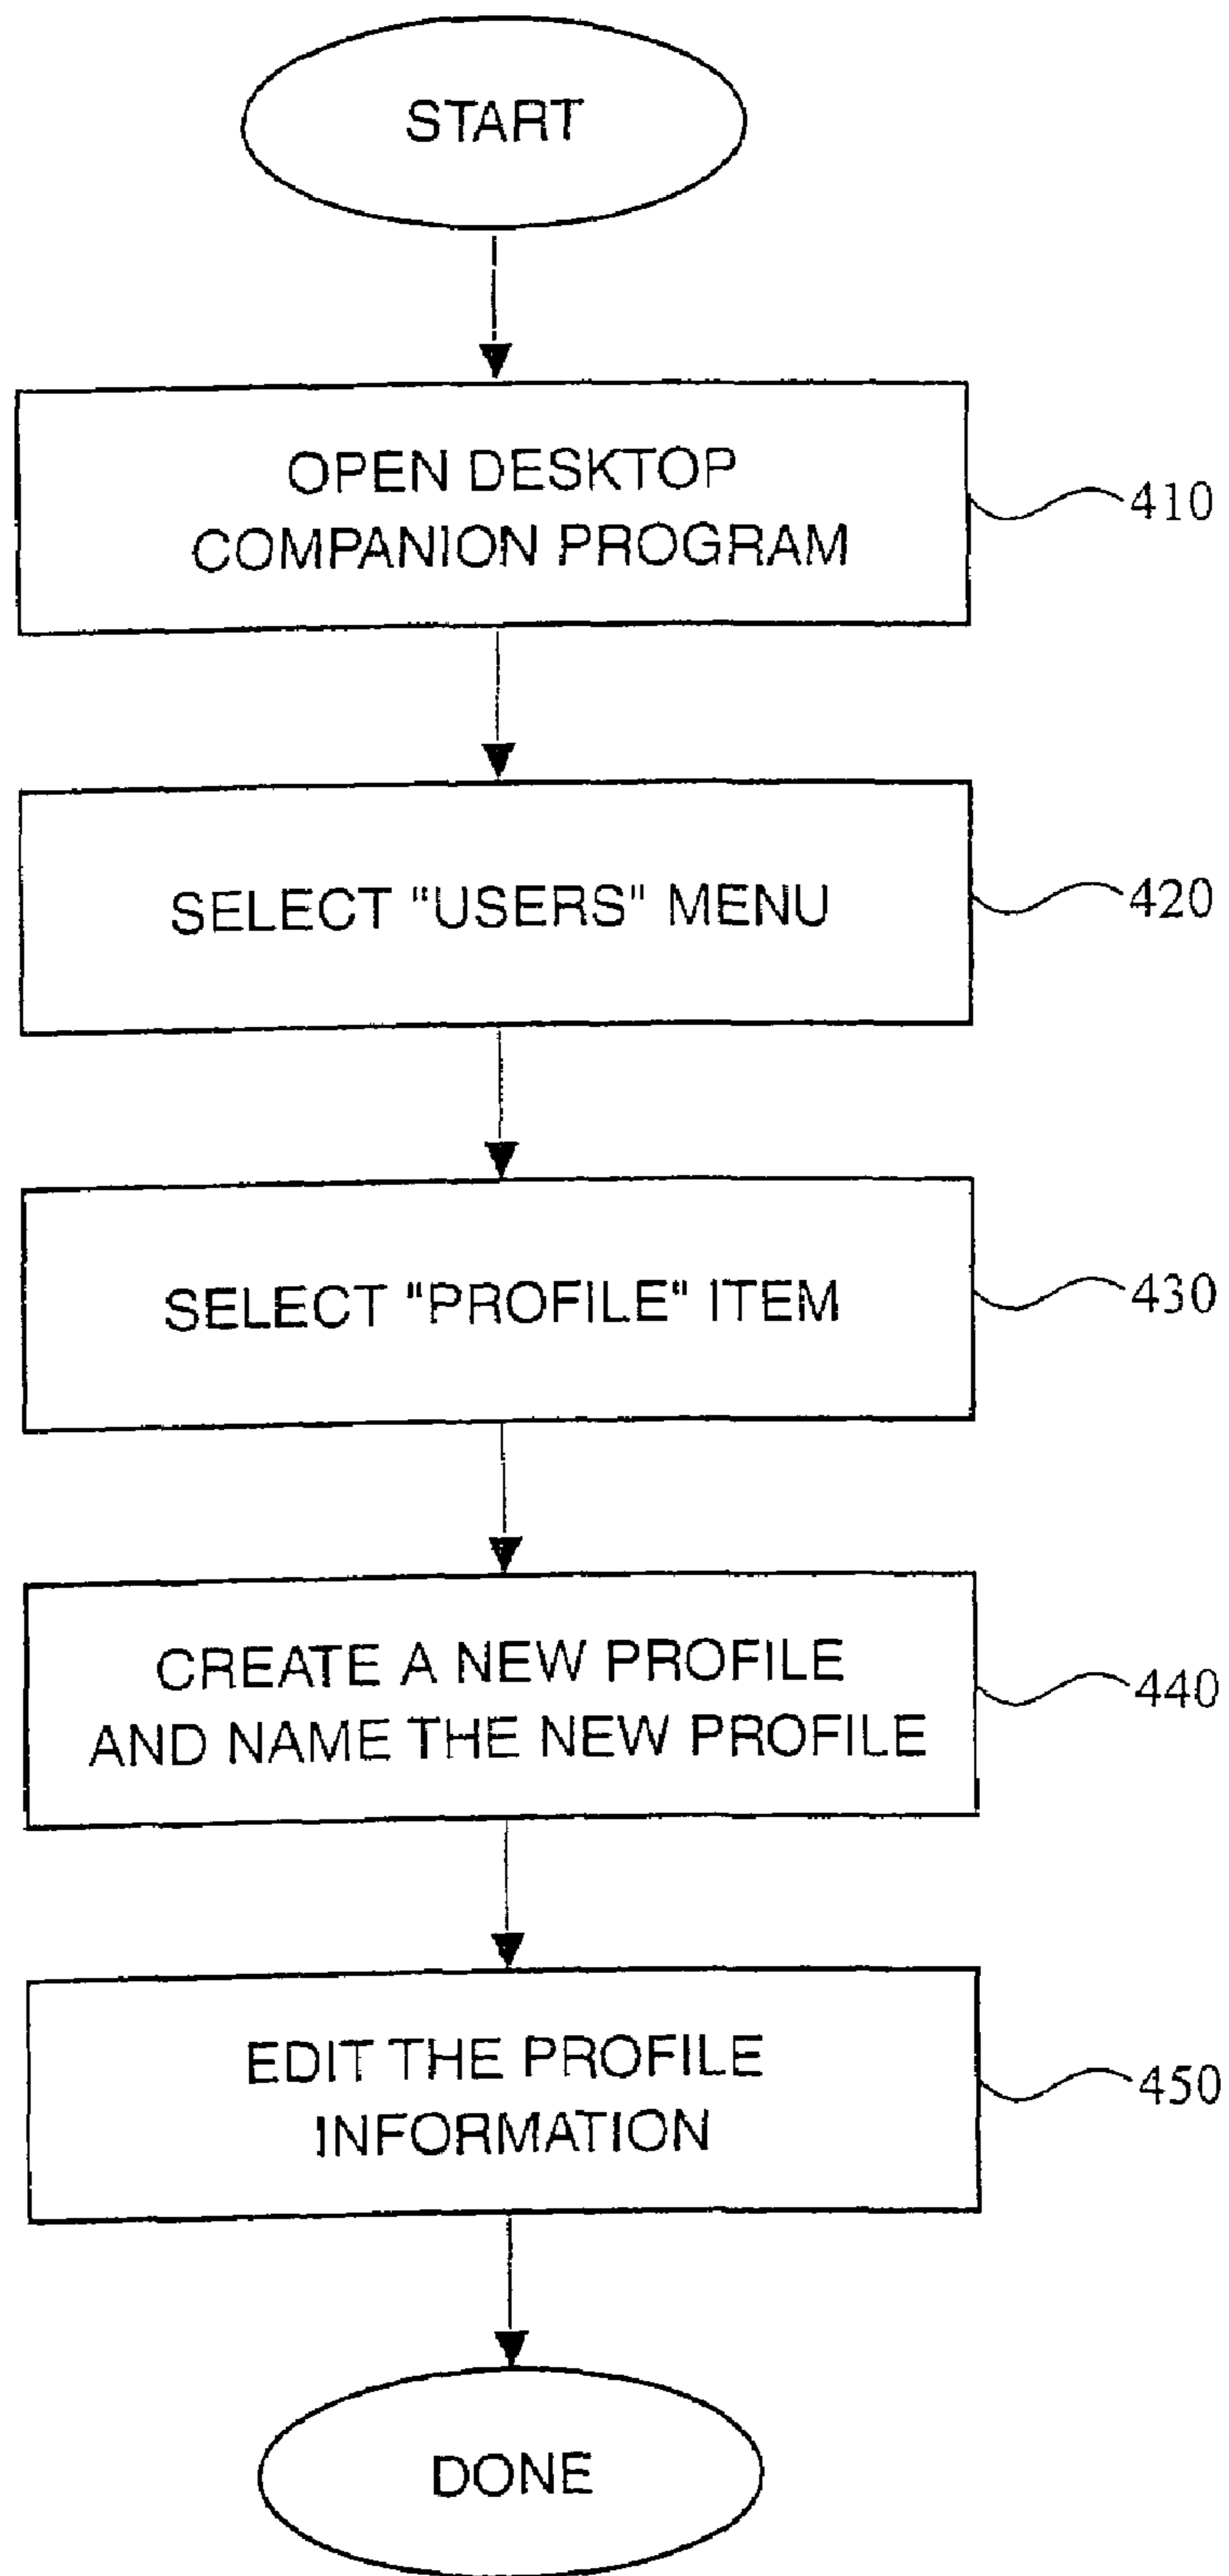 START
OPEN DESKTOP
COMPANION PROGRAM
410
SELECT "USERS" MENU
420
SELECT "PROFILE" ITEM
430
CREATE A NEW PROFILE
AND NAME THE NEW PROFILE
440
EDIT THE PROFILE
INFORMATION
450
DONE